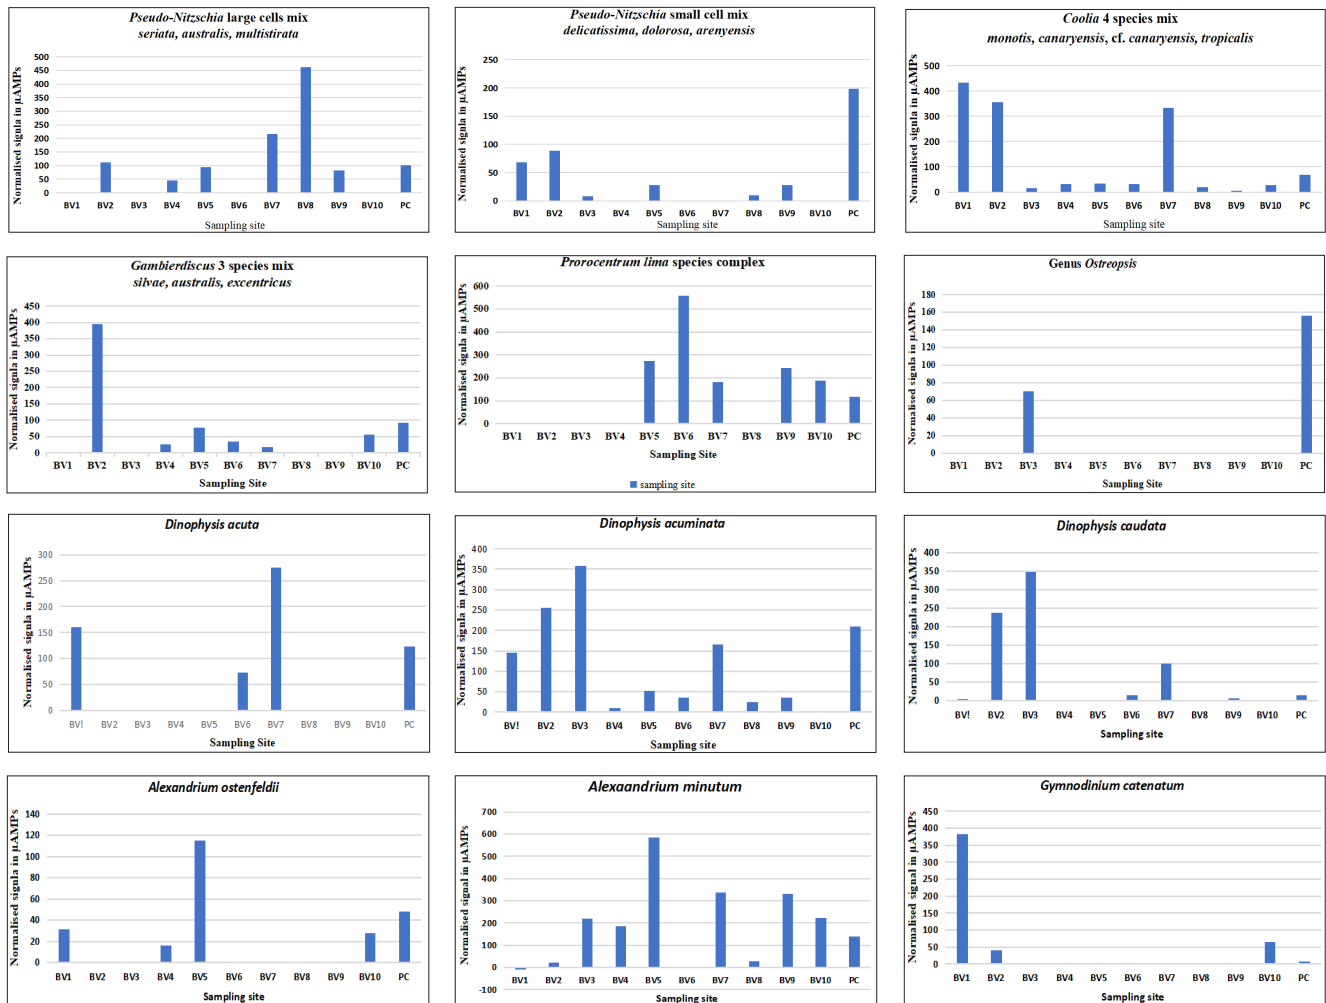 Pseudo-Nitzschia large cells mix
seriata, australis, multistirata
Normalised signla in µAMPs
500
450
400
350
300
250
200
150
100
50
0
BV1 BV2 BV3 BV4 BV5 BV6 BV7 BV8 BV9 BV10 PC
Sampling site
Pseudo-Nitzschia small cell mix
delicatissima, dolorosa, arenyensis
Normalised signla in µAMPs
250
200
150
100
50
0
BV1 BV2 BV3 BV4 BV5 BV6 BV7 BV8 BV9 BV10 PC
Sampling site
Coolia 4 species mix
monotis, canaryensis, cf. canaryensis, tropicalis
Normalised signla in µAMPs
500
400
300
200
100
0
BV1 BV2 BV3 BV4 BV5 BV6 BV7 BV8 BV9 BV10 PC
Sampling site
Gambierdiscus 3 species mix
silvae, australis, excentricus
Normalised signla in µAMPs
450
400
350
300
250
200
150
100
50
0
BV1 BV2 BV3 BV4 BV5 BV6 BV7 BV8 BV9 BV10 PC
Sampling Site
Prorocentrum lima species complex
Normalised signla in µAMPs
600
500
400
300
200
100
0
BV1 BV2 BV3 BV4 BV5 BV6 BV7 BV8 BV9 BV10 PC
Sampling Site
sampling site
Genus Ostreopsis
Normalised signla in µAMPs
180
160
140
120
100
80
60
40
20
0
BV1 BV2 BV3 BV4 BV5 BV6 BV7 BV8 BV9 BV10 PC
Sampling Site
Dinophysis acuta
Normalised signla in µAMPs
300
250
200
150
100
50
0
BV! BV2 BV3 BV4 BV5 BV6 BV7 BV8 BV9 BV10 PC
Sampling Site
Dinophysis acuminata
Normalised signla in µAMPs
400
350
300
250
200
150
100
50
0
BV! BV2 BV3 BV4 BV5 BV6 BV7 BV8 BV9 BV10 PC
Sampling Site
Dinophysis caudata
Normalised signla in µAMPs
400
350
300
250
200
150
100
50
0
BV! BV2 BV3 BV4 BV5 BV6 BV7 BV8 BV9 BV10 PC
Sampling site
Alexandrium ostenfeldii
Normalised signla in µAMPs
140
120
100
80
60
40
20
0
BV1 BV2 BV3 BV4 BV5 BV6 BV7 BV8 BV9 BV10 PC
Sampling site
Alexaandrium minutum
Normalised signal in µAMPs
700
600
500
400
300
200
100
0
-100
BV1 BV2 BV3 BV4 BV5 BV6 BV7 BV8 BV9 BV10 PC
Sampling site
Gymnodinium catenatum
Normalised signal in µAMPs
450
400
350
300
250
200
150
100
50
0
BV1 BV2 BV3 BV4 BV5 BV6 BV7 BV8 BV9 BV10 PC
Sampling site